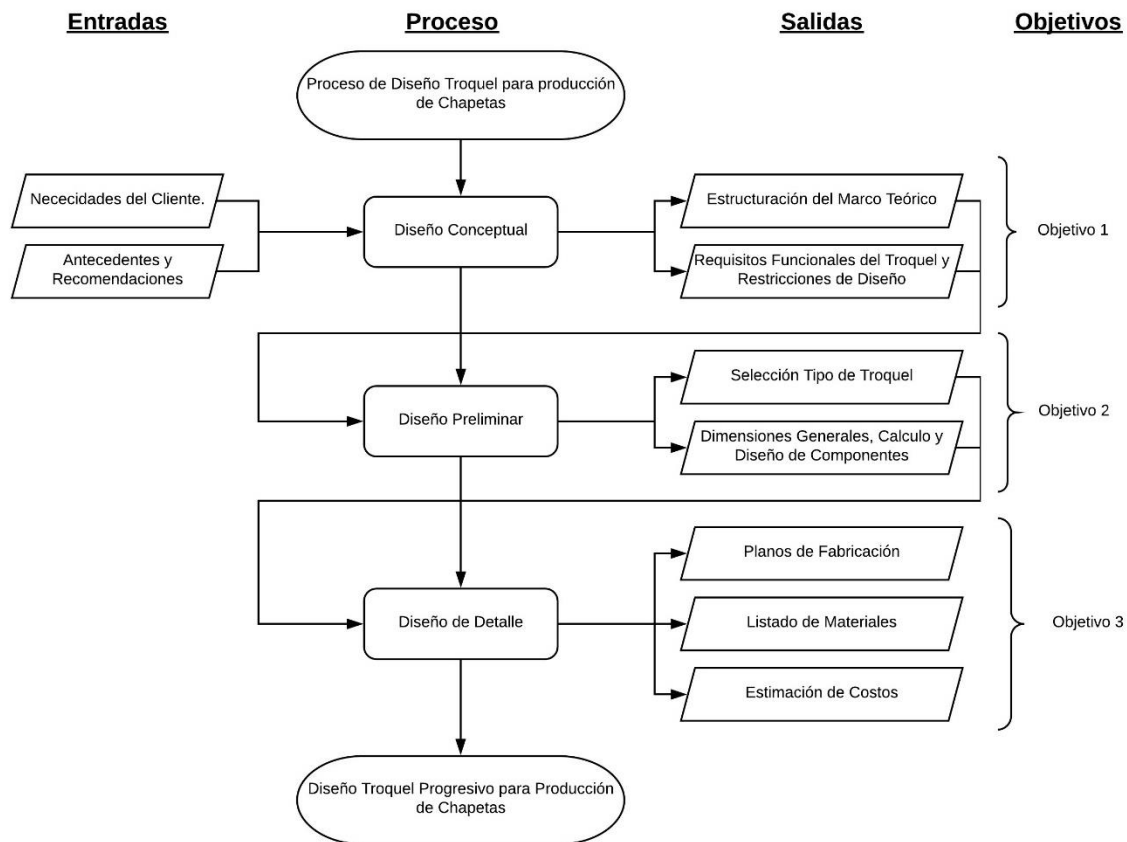 Entradas
Proceso
Salidas
Objetivos
Proceso de Diseño Troquel para producción
de Chapetas
Nececidades del Cliente.
Antecedentes y
Recomendaciones
Diseño Conceptual
Estructuración del Marco Teórico
Requisitos Funcionales del Troquel y
Restricciones de Diseño
Objetivo 1
Diseño Preliminar
Selección Tipo de Troquel
Dimensiones Generales, Calculo y
Diseño de Componentes
Objetivo 2
Diseño de Detalle
Planos de Fabricación
Listado de Materiales
Estimación de Costos
Objetivo 3
Diseño Troquel Progresivo para Producción
de Chapetas